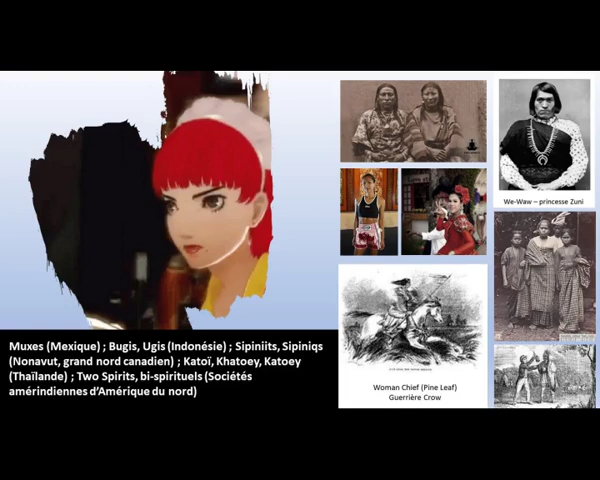 We-Waw – princesse Zuni
Muxes (Mexique) ; Bugis, Ugis (Indonésie) ; Sipiniits, Sipiniqs
(Nonavut, grand nord canadien) ; Katoï, Khatoey, Katoey
(Thaïlande) ; Two Spirits, bi-spirituels (Sociétés
amérindiennes d'Amérique du nord)
Woman Chief (Pine Leaf)
Guerrière Crow